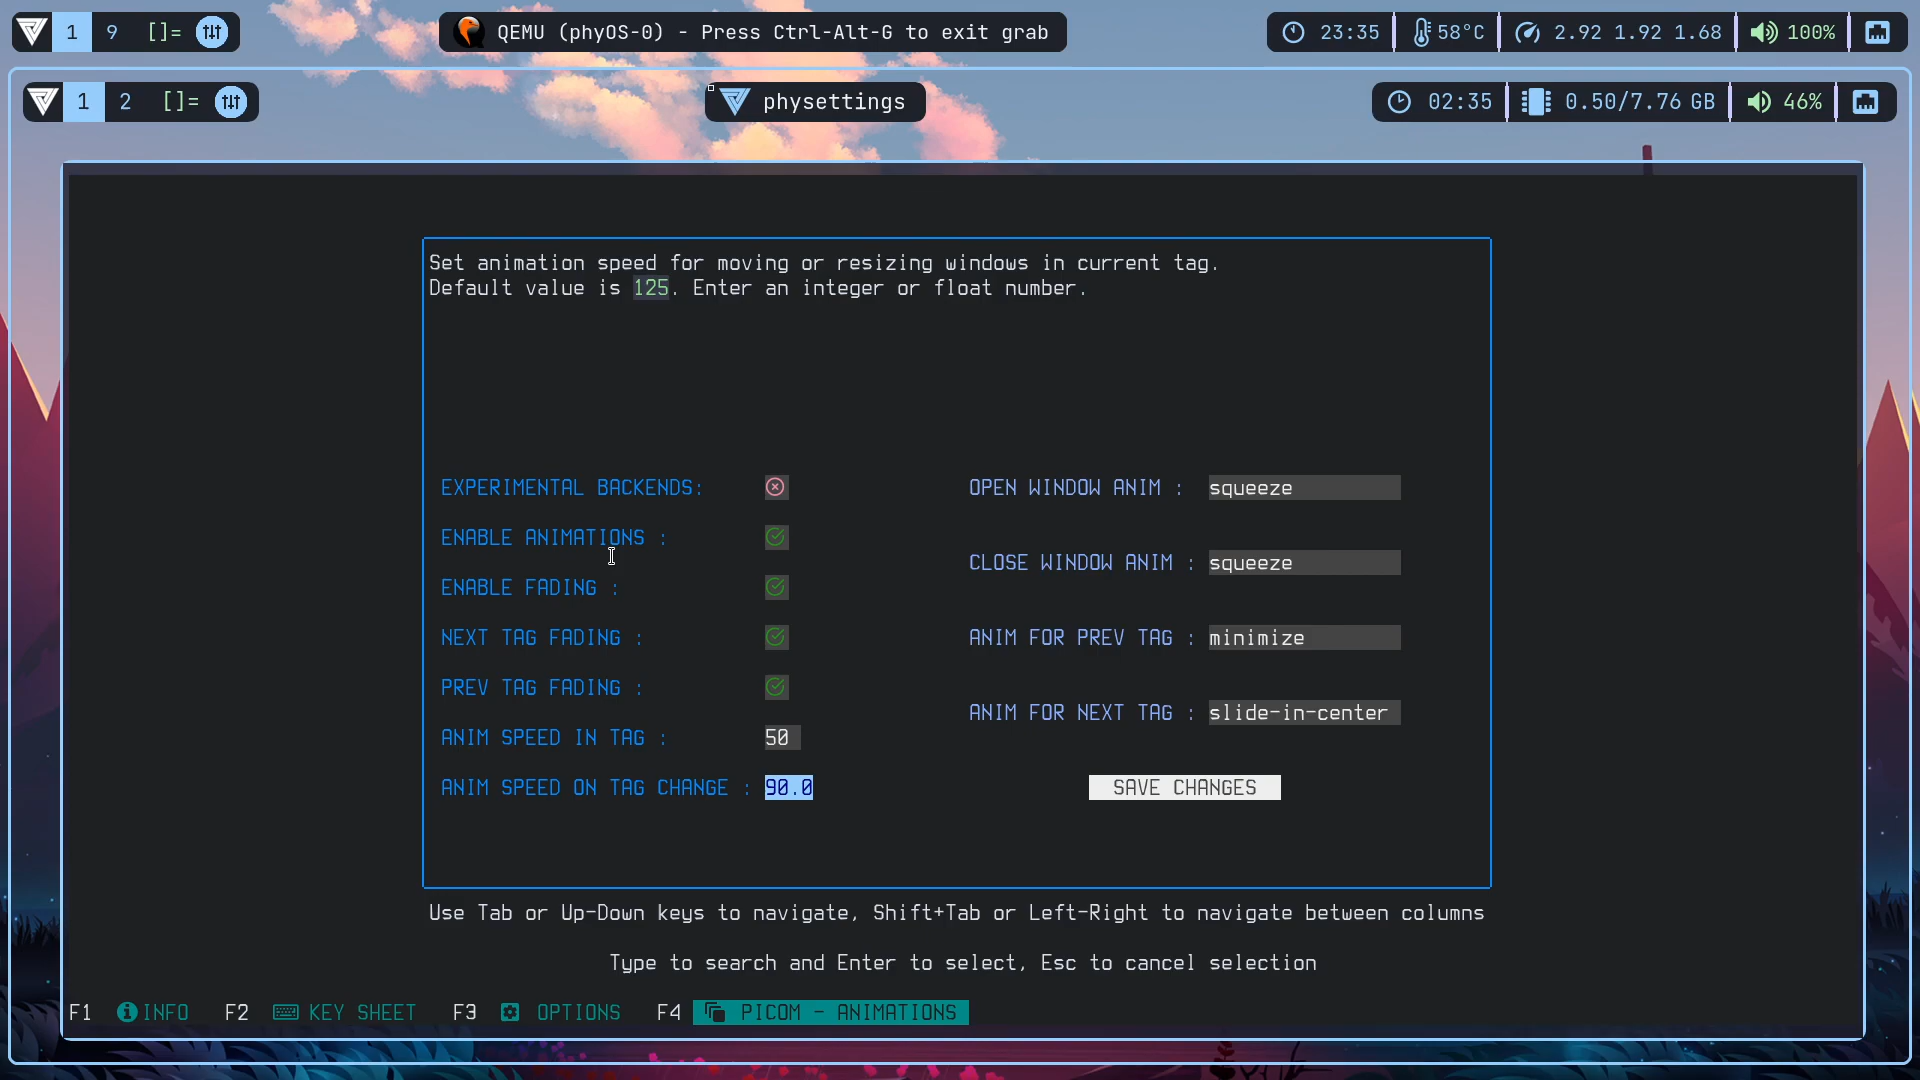 1 9 []= QEMU (phyOS-0) - Press Ctrl-Alt-G to exit grab 23:35 58°C 2.92 1.92 1.68 100%
1 2 []= physettings 02:35 0.50/7.76 GB 46%
Set animation speed for moving or resizing windows in current tag.
Default value is 125. Enter an integer or float number.
EXPERIMENTAL BACKENDS:
ENABLE ANIMATIONS :
ENABLE FADING :
NEXT TAG FADING :
PREV TAG FADING :
ANIM SPEED IN TAG : 50
ANIM SPEED ON TAG CHANGE : 90.0
OPEN WINDOW ANIM : squeeze
CLOSE WINDOW ANIM : squeeze
ANIM FOR PREV TAG : minimize
ANIM FOR NEXT TAG : slide-in-center
SAVE CHANGES
Use Tab or Up-Down keys to navigate, Shift+Tab or Left-Right to navigate between columns
Type to search and Enter to select, Esc to cancel selection
F1 INFO F2 KEY SHEET F3 OPTIONS F4 PICOM - ANIMATIONS